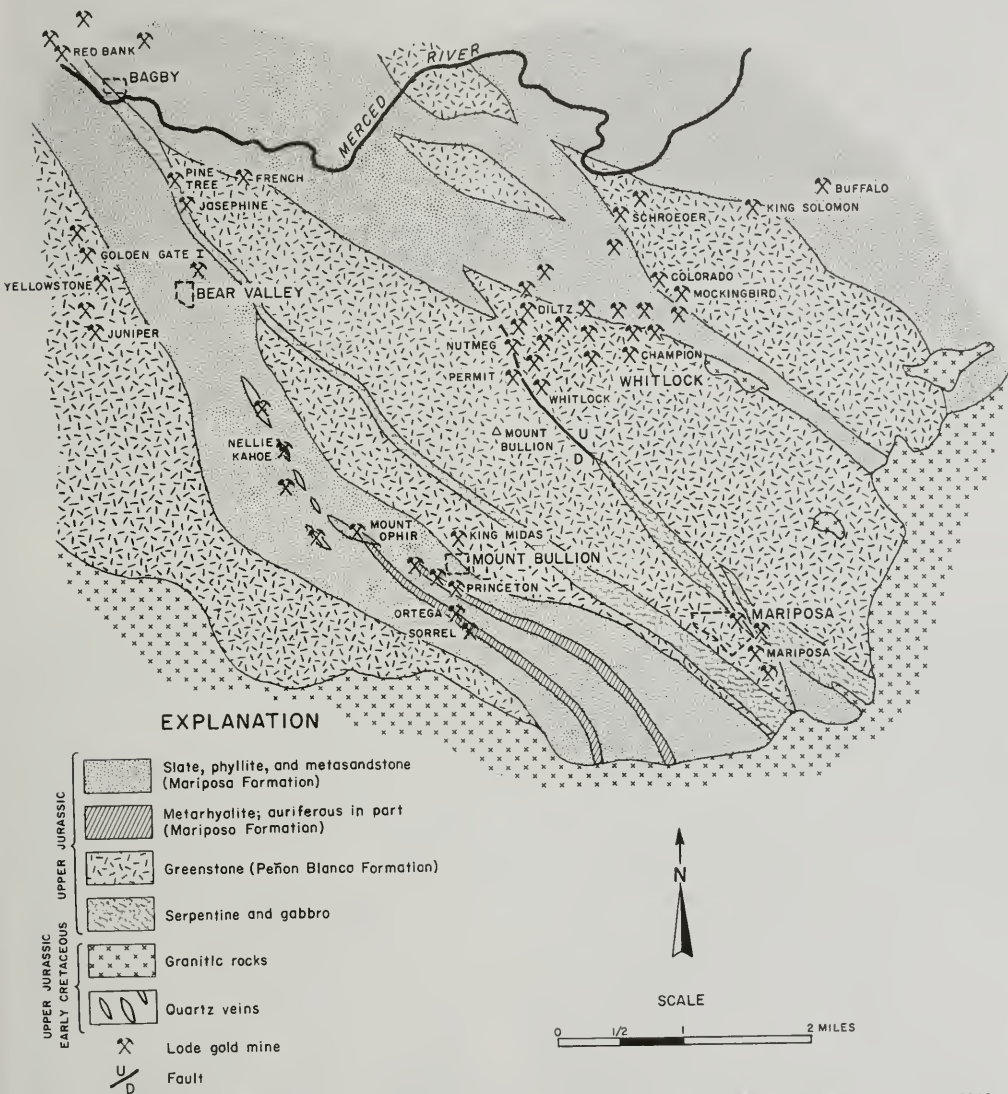 RED BANK
BAGBY
RIVER
MERCED
PINE
TREE
FRENCH
JOSEPHINE
BUFFALO
KING SOLOMON
SCHROEDER
GOLDEN GATE I
YELLOWSTONE
BEAR VALLEY
COLORADO
MOCKINGBIRD
DILTZ
JUNIPER
NUTMEG
CHAMPION
PERMIT
WHITLOCK
WHITLOCK
MOUNT
BULLION
U
D
NELLIE
KAHOE
MOUNT
OPHIR
KING MIDAS
MOUNT BULLION
PRINCETON
ORTEGA
SORREL
MARIPOSA
MARIPOSA
EXPLANATION
UPPER JURASSIC
Slate, phyllite, and metasandstone
(Mariposa Formation)
Metarhyolite; auriferous in part
(Mariposa Formation)
Greenstone (Peñon Blanco Formation)
Serpentine and gabbro
UPPER JURASSIC
EARLY CRETACEOUS
Granitic rocks
Quartz veins
Lode gold mine
U
D
Fault
N
SCALE
0 1/2 1 2 MILES